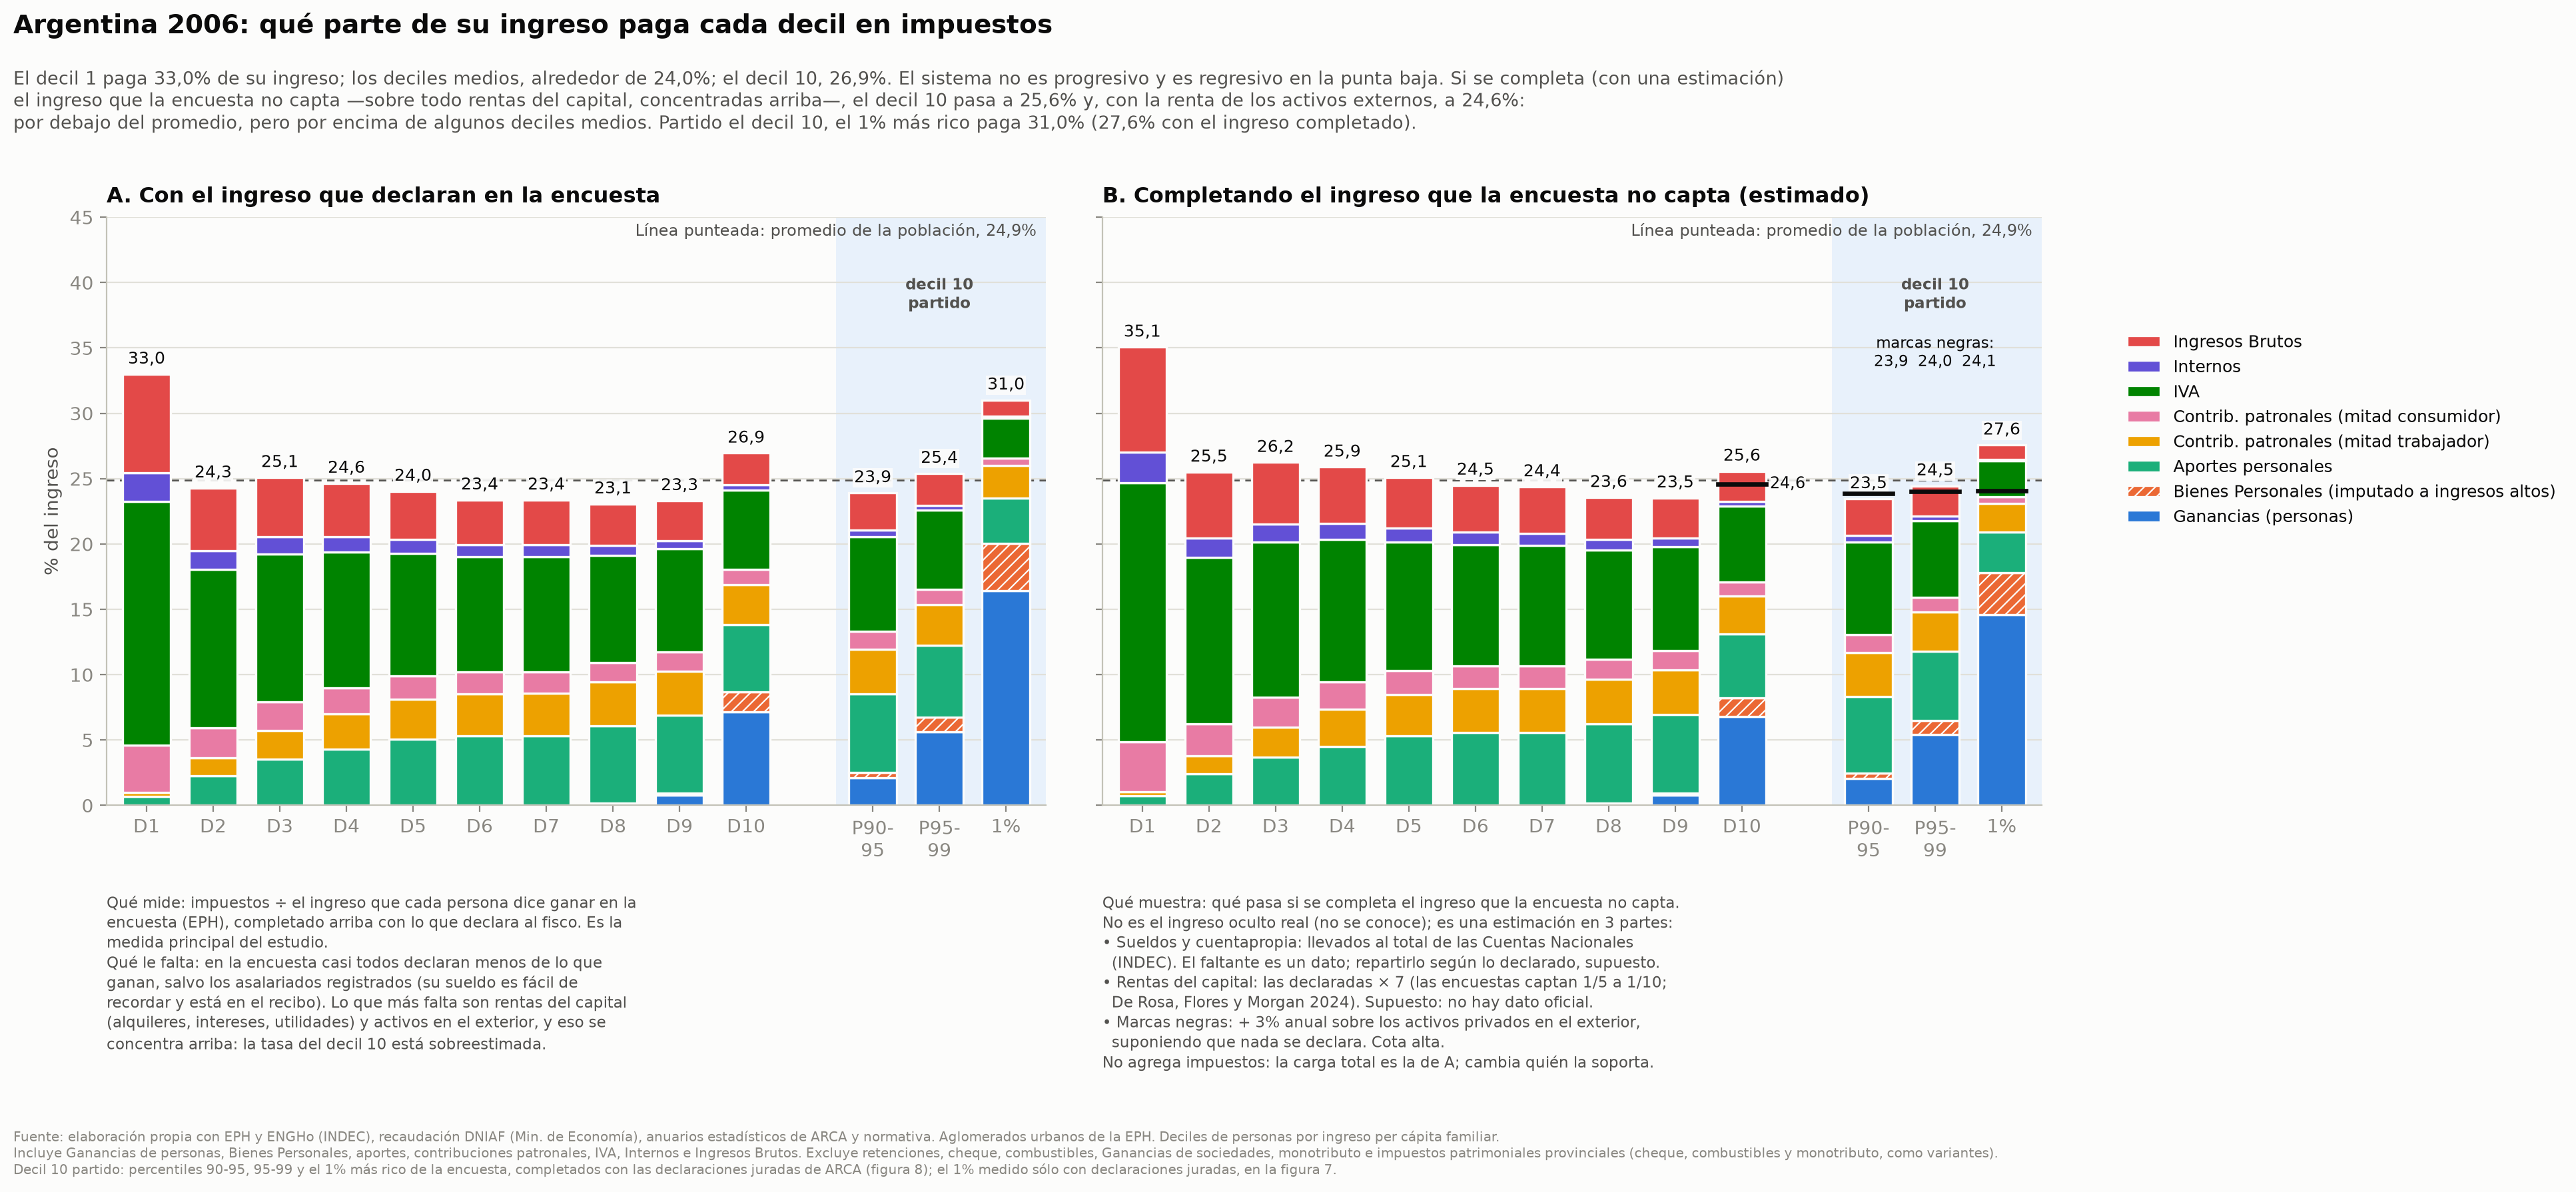 Argentina 2006: qué parte de su ingreso paga cada decil en impuestos
El decil 1 paga 33,0% de su ingreso; los deciles medios, alrededor de 24,0%; el decil 10, 26,9%. El sistema no es progresivo y es regresivo en la punta baja. Si se completa (con una estimación)
el ingreso que la encuesta no capta —sobre todo rentas del capital, concentradas arriba—, el decil 10 pasa a 25,6% y, con la renta de los activos externos, a 24,6%:
por debajo del promedio, pero por encima de algunos deciles medios. Partido el decil 10, el 1% más rico paga 31,0% (27,6% con el ingreso completado).
A. Con el ingreso que declaran en la encuesta
Línea punteada: promedio de la población, 24,9%
decil 10
partido
% del ingreso
45
40
35
30
25
20
15
10
5
0
33,0
24,3
25,1
24,6
24,0
23,4
23,4
23,1
23,3
26,9
23,9
25,4
31,0
D1
D2
D3
D4
D5
D6
D7
D8
D9
D10
P90-
95
P95-
99
1%
Qué mide: impuestos ÷ el ingreso que cada persona dice ganar en la
encuesta (EPH), completado arriba con lo que declara al fisco. Es la
medida principal del estudio.
Qué le falta: en la encuesta casi todos declaran menos de lo que
ganan, salvo los asalariados registrados (su sueldo es fácil de
recordar y está en el recibo). Lo que más falta son rentas del capital
(alquileres, intereses, utilidades) y activos en el exterior, y eso se
concentra arriba: la tasa del decil 10 está sobreestimada.
B. Completando el ingreso que la encuesta no capta (estimado)
Línea punteada: promedio de la población, 24,9%
decil 10
partido
marcas negras:
23,9 24,0 24,1
35,1
25,5
26,2
25,9
25,1
24,5
24,4
23,6
23,5
25,6
24,6
23,5
24,5
27,6
D1
D2
D3
D4
D5
D6
D7
D8
D9
D10
P90-
95
P95-
99
1%
Qué muestra: qué pasa si se completa el ingreso que la encuesta no capta.
No es el ingreso oculto real (no se conoce); es una estimación en 3 partes:
• Sueldos y cuentapropia: llevados al total de las Cuentas Nacionales
(INDEC). El faltante es un dato; repartirlo según lo declarado, supuesto.
• Rentas del capital: las declaradas × 7 (las encuestas captan 1/5 a 1/10;
De Rosa, Flores y Morgan 2024). Supuesto: no hay dato oficial.
• Marcas negras: + 3% anual sobre los activos privados en el exterior,
suponiendo que nada se declara. Cota alta.
No agrega impuestos: la carga total es la de A; cambia quién la soporta.
Ingresos Brutos
Internos
IVA
Contrib. patronales (mitad consumidor)
Contrib. patronales (mitad trabajador)
Aportes personales
Bienes Personales (imputado a ingresos altos)
Ganancias (personas)
Fuente: elaboración propia con EPH y ENGHo (INDEC), recaudación DNIAF (Min. de Economía), anuarios estadísticos de ARCA y normativa. Aglomerados urbanos de la EPH. Deciles de personas por ingreso per cápita familiar.
Incluye Ganancias de personas, Bienes Personales, aportes, contribuciones patronales, IVA, Internos e Ingresos Brutos. Excluye retenciones, cheque, combustibles, Ganancias de sociedades, monotributo e impuestos patrimoniales provinciales (cheque, combustibles y monotributo, como variantes).
Decil 10 partido: percentiles 90-95, 95-99 y el 1% más rico de la encuesta, completados con las declaraciones juradas de ARCA (figura 8); el 1% medido sólo con declaraciones juradas, en la figura 7.